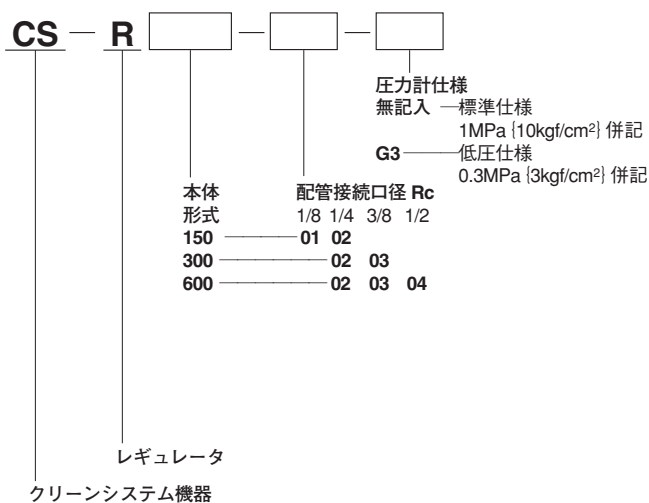 CS — R □ — □ — □
圧力計仕様
無記入 — 標準仕様
1MPa {10kgf/cm²} 併記
G3 — 低圧仕様
0.3MPa {3kgf/cm²} 併記
本体 配管接続口径 Rc
形式 1/8 1/4 3/8 1/2
150 — 01 02
300 — 02 03
600 — 02 03 04
レギュレータ
クリーンシステム機器